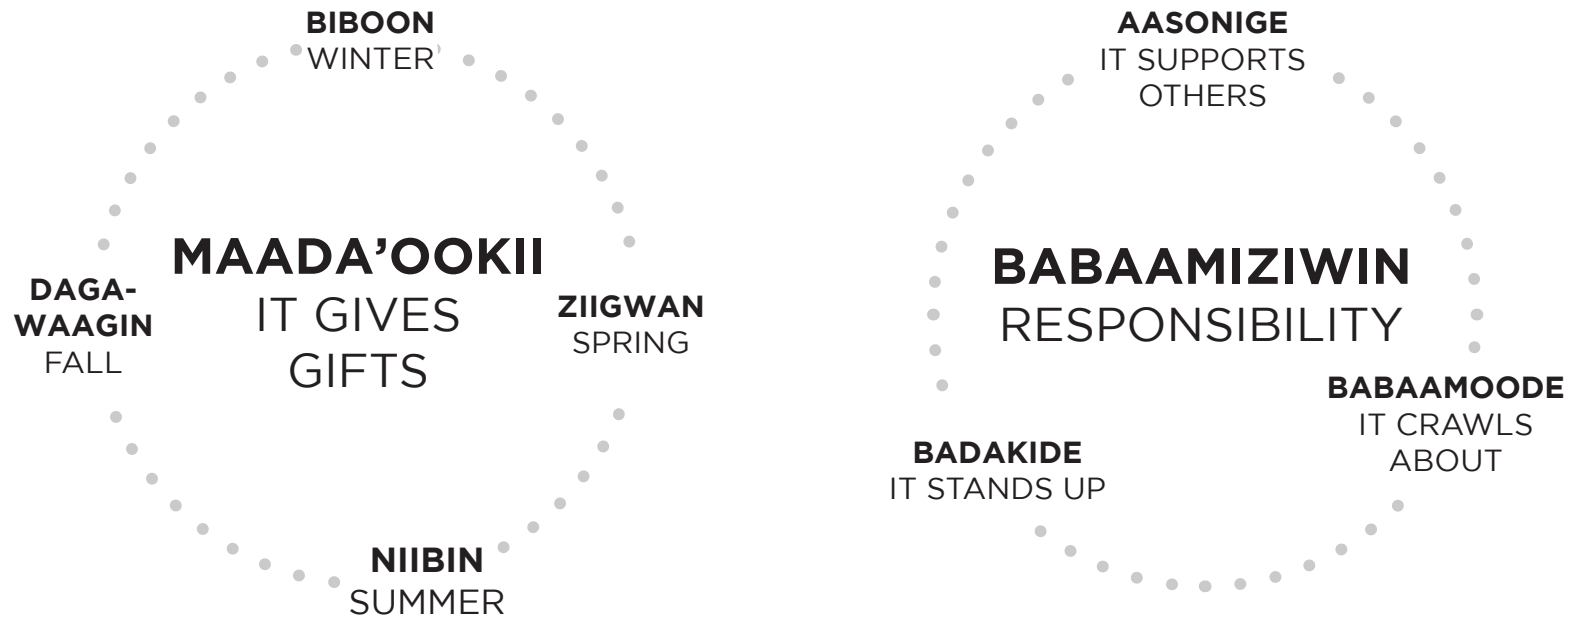 BIBOON
WINTER
MAADA’OOKII
IT GIVES
GIFTS
DAGA-
WAAGIN
FALL
ZIIGWAN
SPRING
NIIBIN
SUMMER
AASONIGE
IT SUPPORTS
OTHERS
BABAAMIZIWIN
RESPONSIBILITY
BABAAMOODE
IT CRAWLS
ABOUT
BADAKIDE
IT STANDS UP